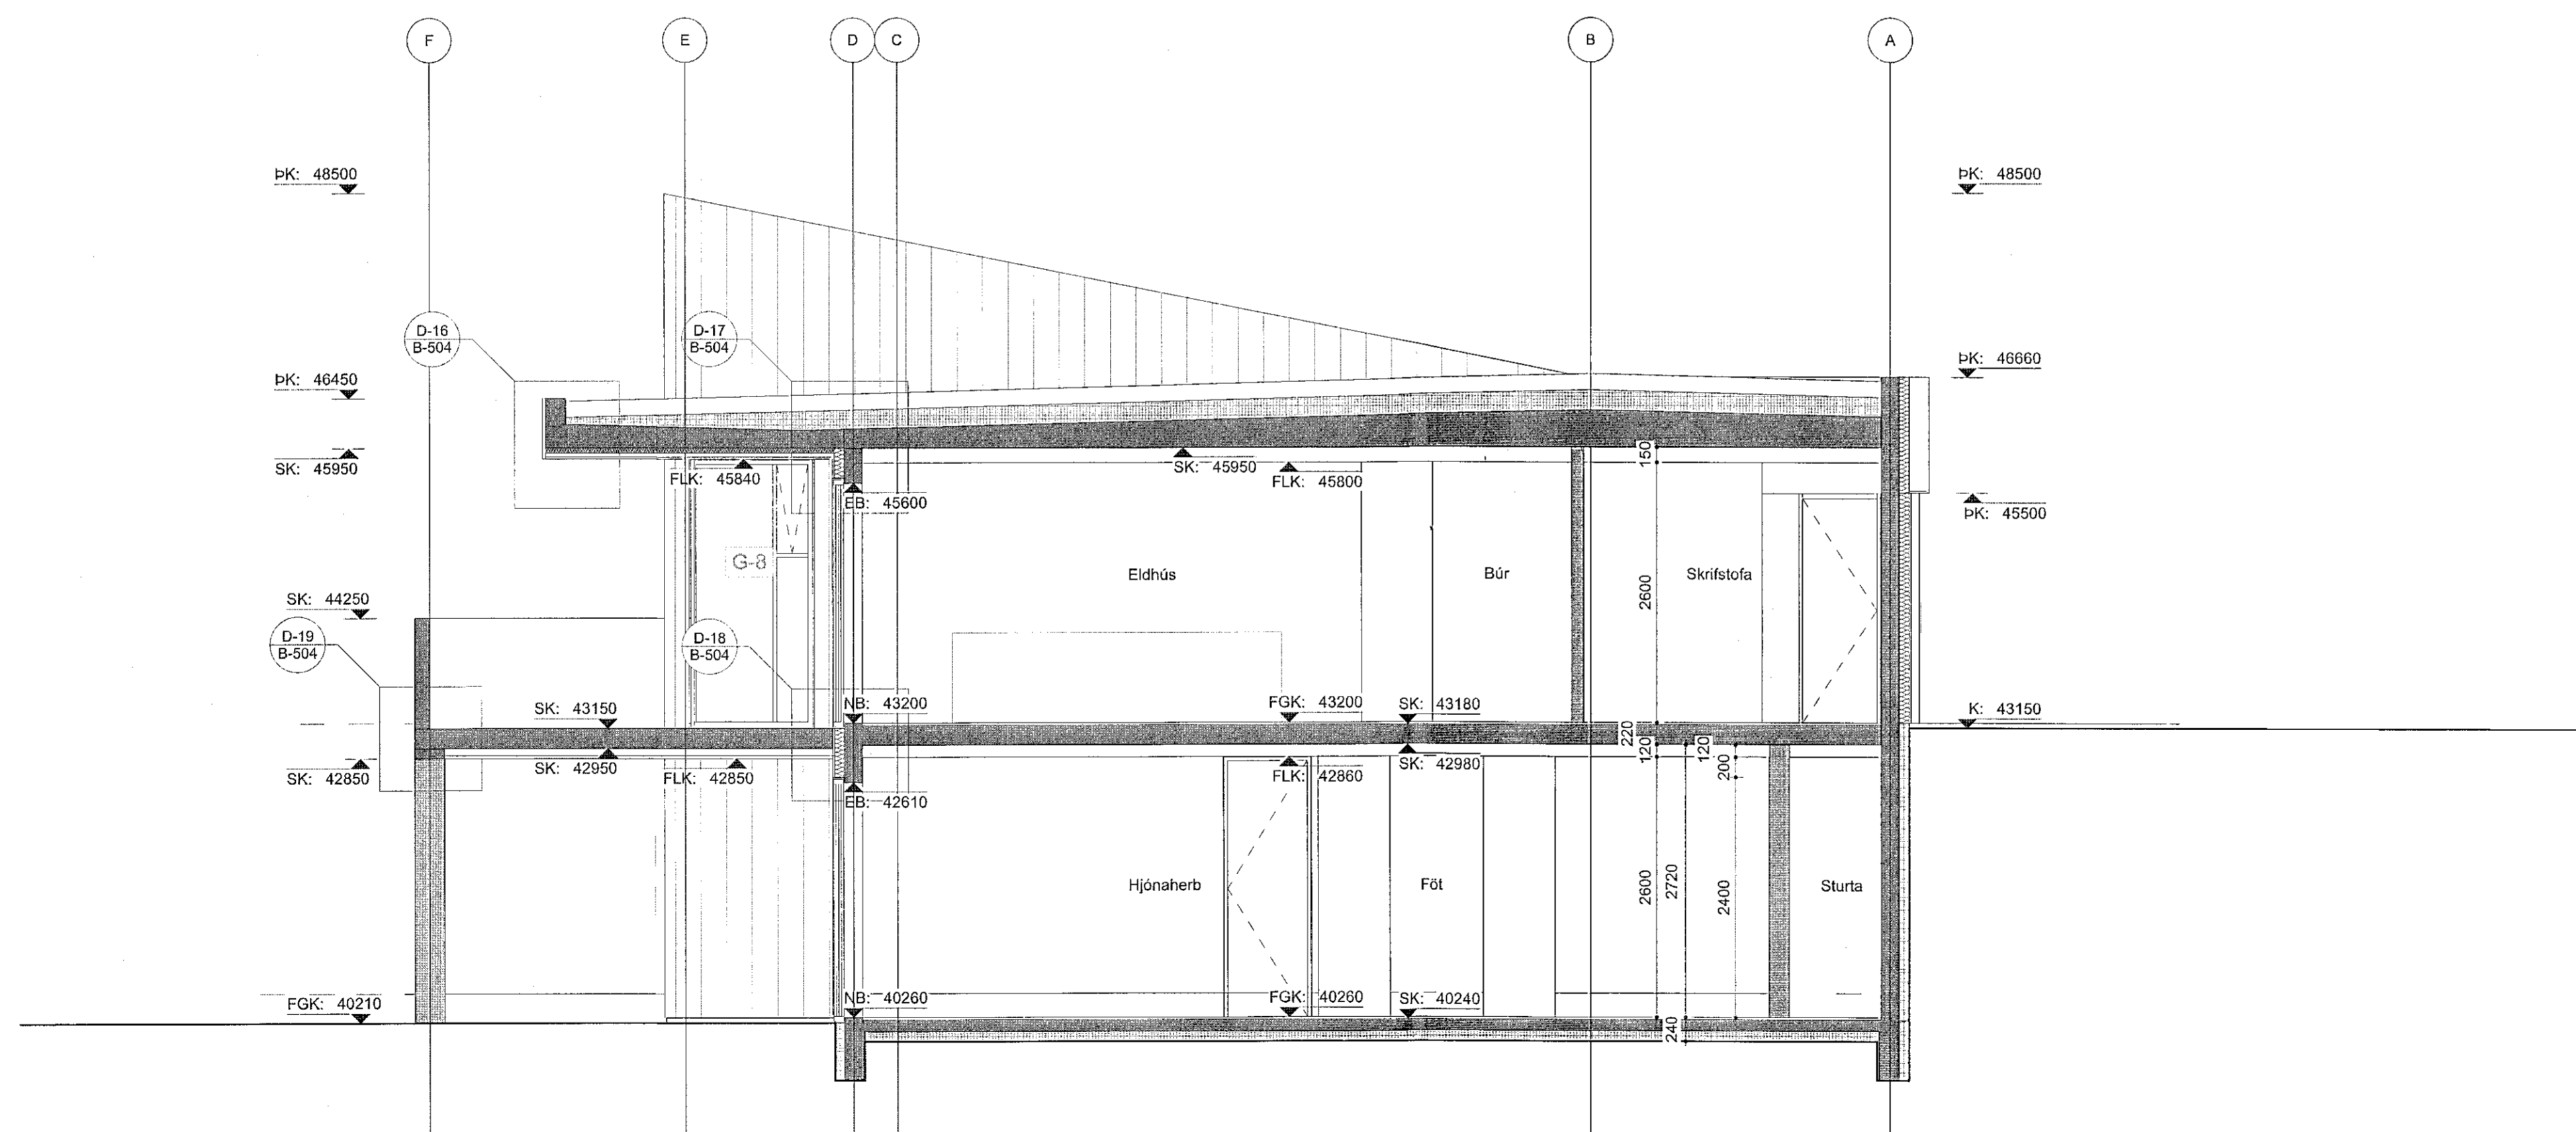 F E D C B A
ÞK: 48500
ÞK: 48500
D-16
B-504
D-17
B-504
ÞK: 46450
ÞK: 46660
SK: 45950
FLK: 45840
EB: 45600
SK: 45950
FLK: 45800
150
ÞK: 45500
G-8
Eldhús
Búr
Skrifstofa
2600
SK: 44250
D-19
B-504
D-18
B-504
SK: 43150
NB: 43200
FGK: 43200
SK: 43180
K: 43150
220
120
120
200
SK: 42850
SK: 42950
FLK: 42850
EB: 42610
FLK: 42860
SK: 42980
Hjónaherb
Föt
2600
2720
2400
Sturta
FGK: 40210
NB: 40260
FGK: 40260
SK: 40240
240